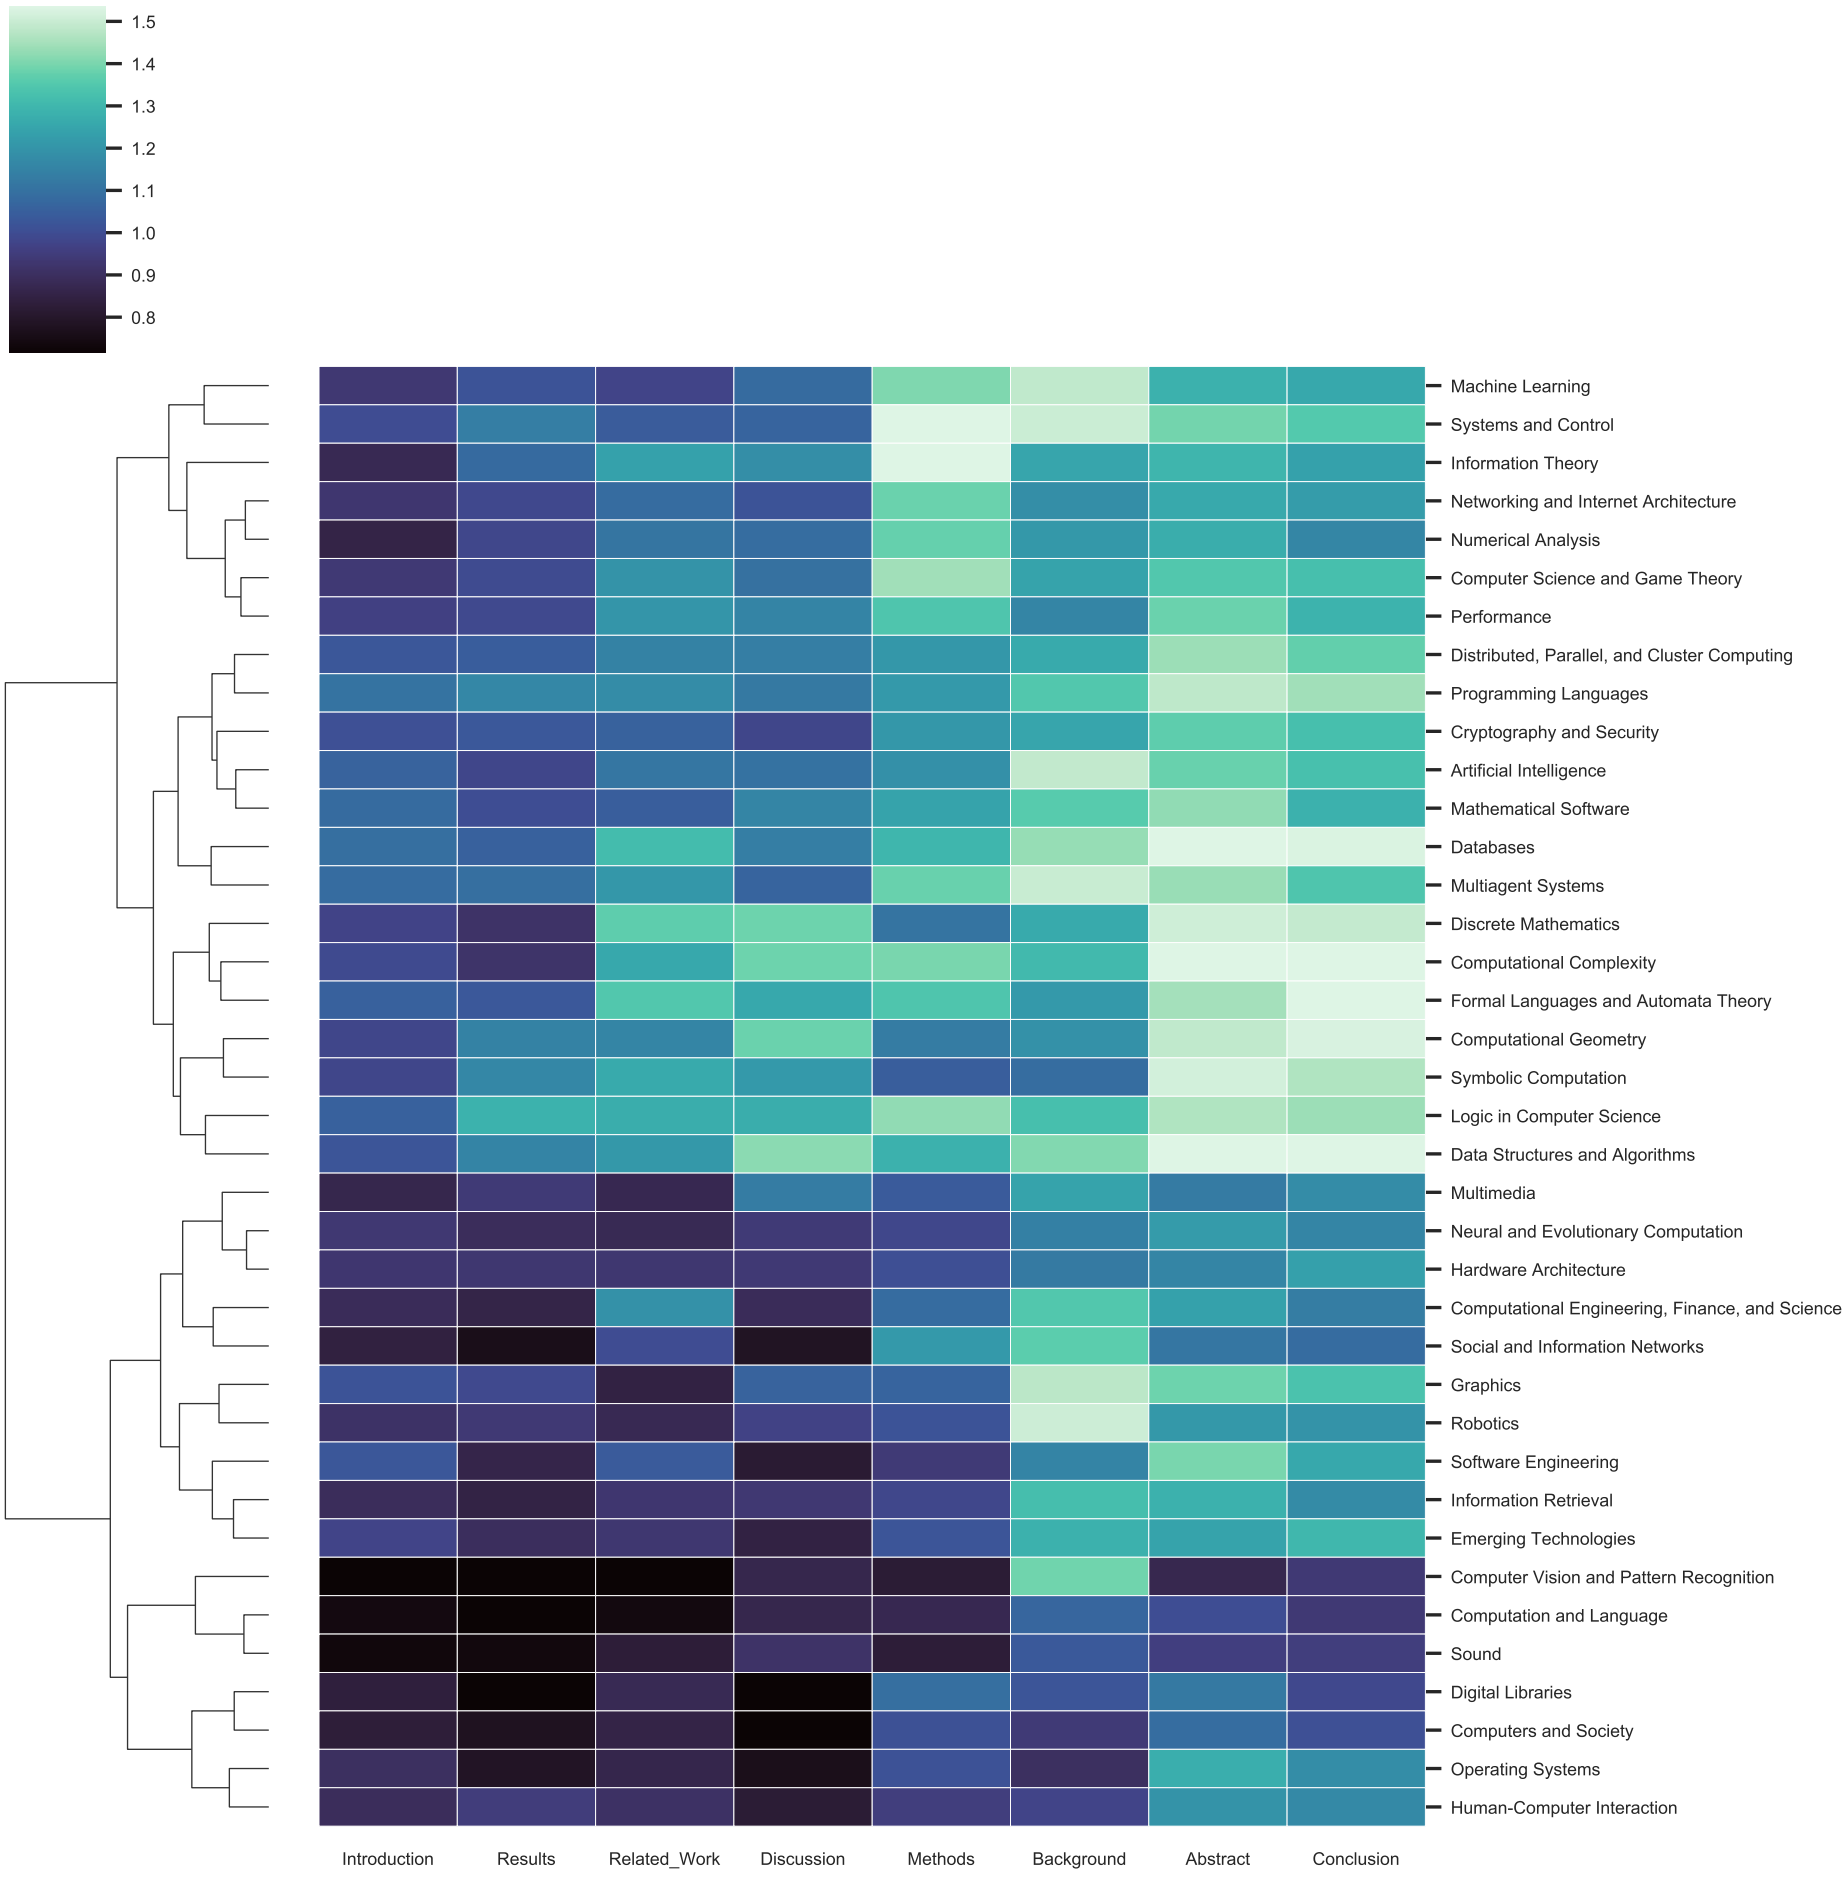 1.5
1.4
1.3
1.2
1.1
1.0
0.9
0.8
Machine Learning
Systems and Control
Information Theory
Networking and Internet Architecture
Numerical Analysis
Computer Science and Game Theory
Performance
Distributed, Parallel, and Cluster Computing
Programming Languages
Cryptography and Security
Artificial Intelligence
Mathematical Software
Databases
Multiagent Systems
Discrete Mathematics
Computational Complexity
Formal Languages and Automata Theory
Computational Geometry
Symbolic Computation
Logic in Computer Science
Data Structures and Algorithms
Multimedia
Neural and Evolutionary Computation
Hardware Architecture
Computational Engineering, Finance, and Science
Social and Information Networks
Graphics
Robotics
Software Engineering
Information Retrieval
Emerging Technologies
Computer Vision and Pattern Recognition
Computation and Language
Sound
Digital Libraries
Computers and Society
Operating Systems
Human-Computer Interaction
Introduction Results Related_Work Discussion Methods Background Abstract Conclusion